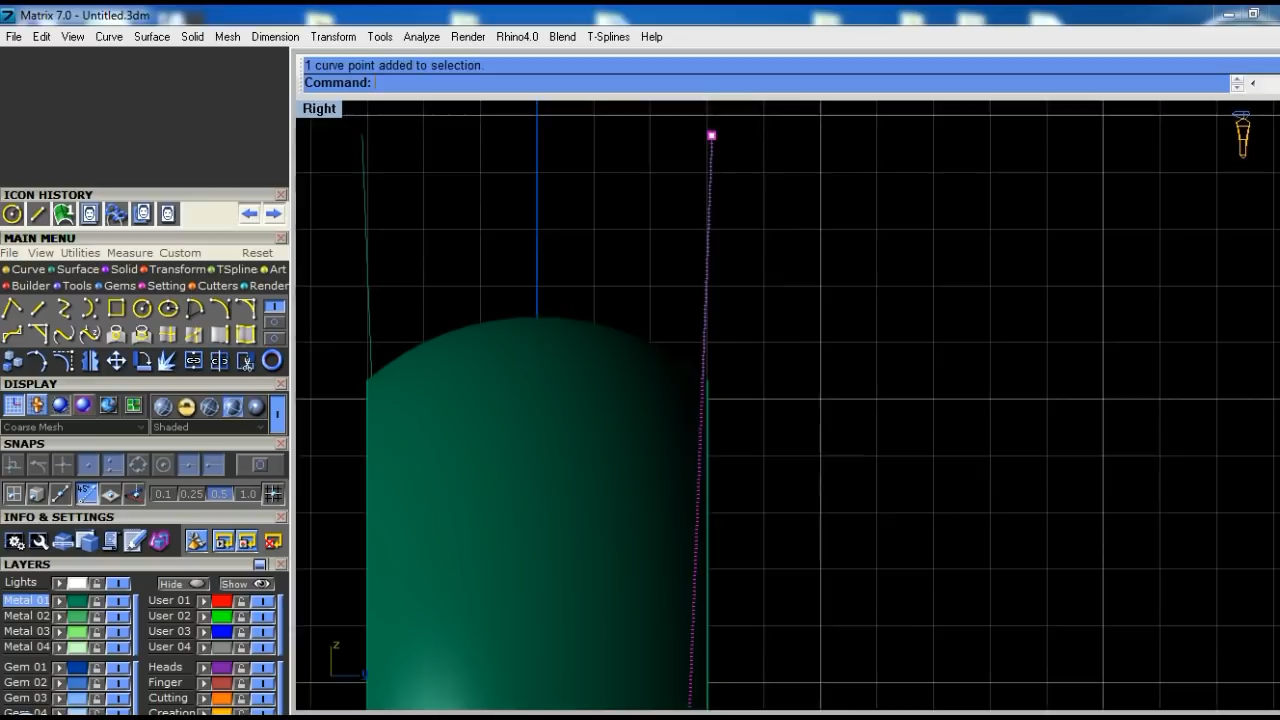 Matrix 7.0 - Untitled.3dm
File Edit View Curve Surface Solid Mesh Dimension Transform Tools Analyze Render Rhino4.0 Blend T-Splines Help
1 curve point added to selection.
Command:
Right
ICON HISTORY
MAIN MENU
File View Utilities Measure Custom Reset
Curve Surface Solid Transform TSpline Art
Builder Tools Gems Setting Cutters Render
DISPLAY
Coarse Mesh Shaded
SNAPS
0.1 0.25 0.5 1.0
INFO & SETTINGS
LAYERS
Lights Hide Show
Metal 01 User 01
Metal 02 User 02
Metal 03 User 03
Metal 04 User 04
Gem 01 Heads
Gem 02 Finger
Gem 03 Cutting
Gem 04 Creation
z